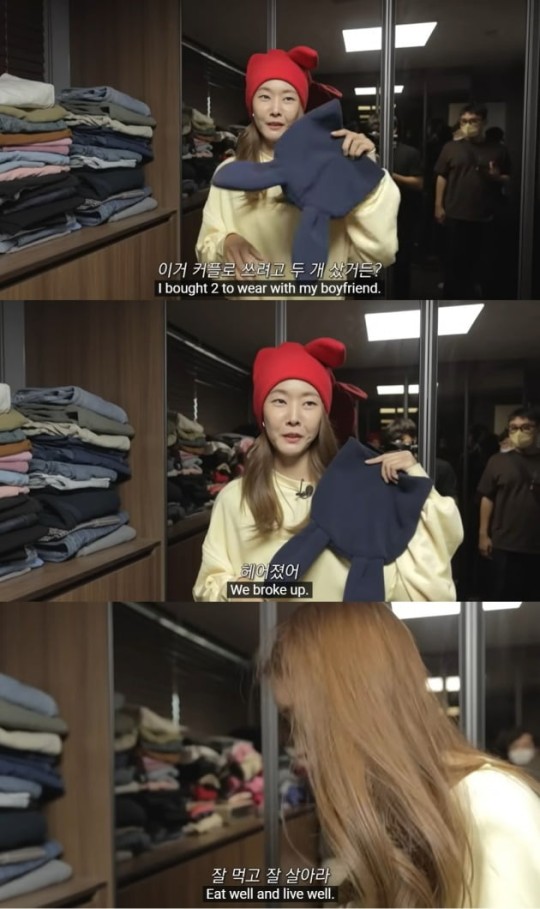 이거 커플로 쓰려고 두 개 샀거든?
I bought 2 to wear with my boyfriend.
헤어졌어
We broke up.
잘 먹고 잘 살아라
Eat well and live well.